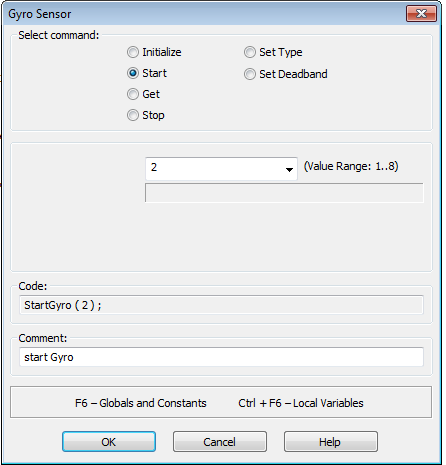 Gyro Sensor
Select command:
Initialize Set Type
Start Set Deadband
Get
Stop
2 (Value Range: 1..8)
Code:
StartGyro ( 2 ) ;
Comment:
start Gyro
F6 – Globals and Constants Ctrl + F6 – Local Variables
OK Cancel Help